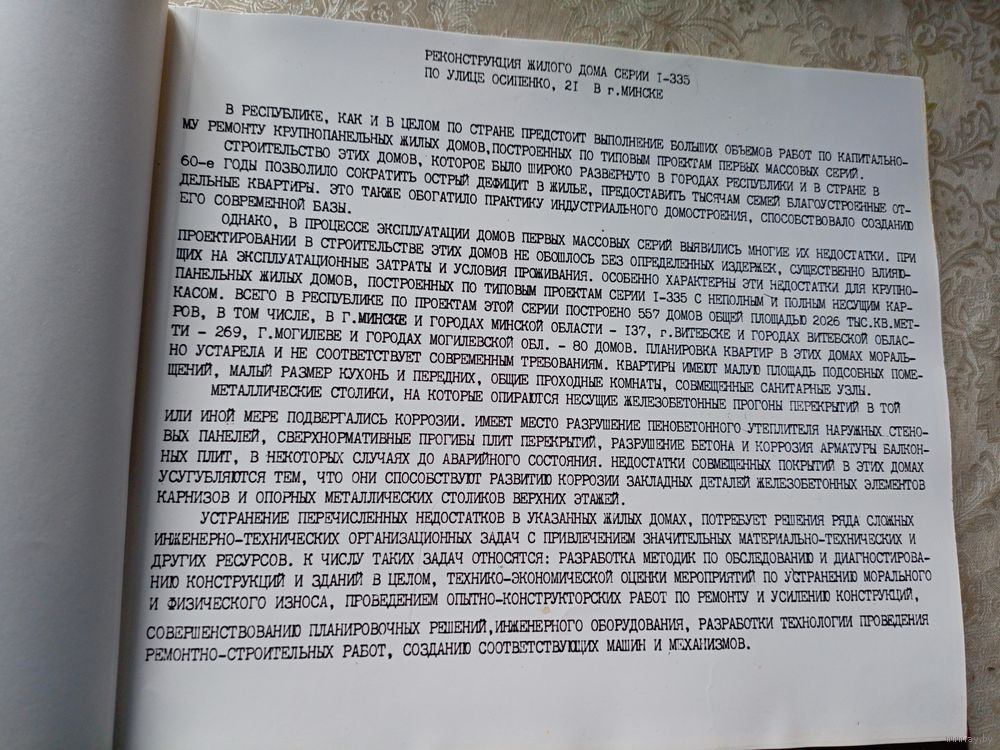 РЕКОНСТРУКЦИЯ ЖИЛОГО ДОМА СЕРИИ I-335
ПО УЛИЦЕ ОСИПЕНКО, 2I В г.МИНСКЕ
В РЕСПУБЛИКЕ, КАК И В ЦЕЛОМ ПО СТРАНЕ ПРЕДСТОИТ ВЫПОЛНЕНИЕ БОЛЬШИХ ОБЪЕМОВ РАБОТ ПО КАПИТАЛЬНО-
МУ РЕМОНТУ КРУПНОПАНЕЛЬНЫХ ЖИЛЫХ ДОМОВ,ПОСТРОЕННЫХ ПО ТИПОВЫМ ПРОЕКТАМ ПЕРВЫХ МАССОВЫХ СЕРИЙ.
СТРОИТЕЛЬСТВО ЭТИХ ДОМОВ, КОТОРОЕ БЫЛО ШИРОКО РАЗВЕРНУТО В ГОРОДАХ РЕСПУБЛИКИ И В СТРАНЕ В
60-е ГОДЫ ПОЗВОЛИЛО СОКРАТИТЬ ОСТРЫЙ ДЕФИЦИТ В ЖИЛЬЕ, ПРЕДОСТАВИТЬ ТЫСЯЧАМ СЕМЕЙ БЛАГОУСТРОЕННЫЕ ОТ-
ДЕЛЬНЫЕ КВАРТИРЫ. ЭТО ТАКЖЕ ОБОГАТИЛО ПРАКТИКУ ИНДУСТРИАЛЬНОГО ДОМОСТРОЕНИЯ, СПОСОБСТВОВАЛО СОЗДАНИЮ
ЕГО СОВРЕМЕННОЙ БАЗЫ.
ОДНАКО, В ПРОЦЕССЕ ЭКСПЛУАТАЦИИ ДОМОВ ПЕРВЫХ МАССОВЫХ СЕРИЙ ВЫЯВИЛИСЬ МНОГИЕ ИХ НЕДОСТАТКИ. ПРИ
ПРОЕКТИРОВАНИИ В СТРОИТЕЛЬСТВЕ ЭТИХ ДОМОВ НЕ ОБОШЛОСЬ БЕЗ ОПРЕДЕЛЕННЫХ ИЗДЕРЖЕК, СУЩЕСТВЕННО ВЛИЯЮ-
ЩИХ НА ЭКСПЛУАТАЦИОННЫЕ ЗАТРАТЫ И УСЛОВИЯ ПРОЖИВАНИЯ. ОСОБЕННО ХАРАКТЕРНЫ ЭТИ НЕДОСТАТКИ ДЛЯ КРУПНО-
ПАНЕЛЬНЫХ ЖИЛЫХ ДОМОВ, ПОСТРОЕННЫХ ПО ТИПОВЫМ ПРОЕКТАМ СЕРИИ I-335 С НЕПОЛНЫМ И ПОЛНЫМ НЕСУЩИМ КАР-
КАСОМ. ВСЕГО В РЕСПУБЛИКЕ ПО ПРОЕКТАМ ЭТОЙ СЕРИИ ПОСТРОЕНО 557 ДОМОВ ОБЩЕЙ ПЛОЩАДЬЮ 2026 ТЫС.КВ.МЕТ-
РОВ, В ТОМ ЧИСЛЕ, В Г.МИНСКЕ И ГОРОДАХ МИНСКОЙ ОБЛАСТИ - I37, г.ВИТЕБСКЕ И ГОРОДАХ ВИТЕБСКОЙ ОБЛАС-
ТИ - 269, Г.МОГИЛЕВЕ И ГОРОДАХ МОГИЛЕВСКОЙ ОБЛ. - 80 ДОМОВ. ПЛАНИРОВКА КВАРТИР В ЭТИХ ДОМАХ МОРАЛЬ-
НО УСТАРЕЛА И НЕ СООТВЕТСТВУЕТ СОВРЕМЕННЫМ ТРЕБОВАНИЯМ. КВАРТИРЫ ИМЕЮТ МАЛУЮ ПЛОЩАДЬ ПОДСОБНЫХ ПОМЕ-
ЩЕНИЙ, МАЛЫЙ РАЗМЕР КУХОНЬ И ПЕРЕДНИХ, ОБЩИЕ ПРОХОДНЫЕ КОМНАТЫ, СОВМЕЩЕННЫЕ САНИТАРНЫЕ УЗЛЫ.
МЕТАЛЛИЧЕСКИЕ СТОЛИКИ, НА КОТОРЫЕ ОПИРАЮТСЯ НЕСУЩИЕ ЖЕЛЕЗОБЕТОННЫЕ ПРОГОНЫ ПЕРЕКРЫТИЙ В ТОЙ
ИЛИ ИНОЙ МЕРЕ ПОДВЕРГАЛИСЬ КОРРОЗИИ. ИМЕЕТ МЕСТО РАЗРУШЕНИЕ ПЕНОБЕТОННОГО УТЕПЛИТЕЛЯ НАРУЖНЫХ СТЕНО-
ВЫХ ПАНЕЛЕЙ, СВЕРХНОРМАТИВНЫЕ ПРОГИБЫ ПЛИТ ПЕРЕКРЫТИЙ, РАЗРУШЕНИЕ БЕТОНА И КОРРОЗИЯ АРМАТУРЫ БАЛКОН-
НЫХ ПЛИТ, В НЕКОТОРЫХ СЛУЧАЯХ ДО АВАРИЙНОГО СОСТОЯНИЯ. НЕДОСТАТКИ СОВМЕЩЕННЫХ ПОКРЫТИЙ В ЭТИХ ДОМАХ
УСУГУБЛЯЮТСЯ ТЕМ, ЧТО ОНИ СПОСОБСТВУЮТ РАЗВИТИЮ КОРРОЗИИ ЗАКЛАДНЫХ ДЕТАЛЕЙ ЖЕЛЕЗОБЕТОННЫХ ЭЛЕМЕНТОВ
КАРНИЗОВ И ОПОРНЫХ МЕТАЛЛИЧЕСКИХ СТОЛИКОВ ВЕРХНИХ ЭТАЖЕЙ.
УСТРАНЕНИЕ ПЕРЕЧИСЛЕННЫХ НЕДОСТАТКОВ В УКАЗАННЫХ ЖИЛЫХ ДОМАХ, ПОТРЕБУЕТ РЕШЕНИЯ РЯДА СЛОЖНЫХ
ИНЖЕНЕРНО-ТЕХНИЧЕСКИХ ОРГАНИЗАЦИОННЫХ ЗАДАЧ С ПРИВЛЕЧЕНИЕМ ЗНАЧИТЕЛЬНЫХ МАТЕРИАЛЬНО-ТЕХНИЧЕСКИХ И
ДРУГИХ РЕСУРСОВ. К ЧИСЛУ ТАКИХ ЗАДАЧ ОТНОСЯТСЯ: РАЗРАБОТКА МЕТОДИК ПО ОБСЛЕДОВАНИЮ И ДИАГНОСТИРОВА-
НИЮ КОНСТРУКЦИЙ И ЗДАНИЙ В ЦЕЛОМ, ТЕХНИКО-ЭКОНОМИЧЕСКОЙ ОЦЕНКИ МЕРОПРИЯТИЙ ПО УСТРАНЕНИЮ МОРАЛЬНОГО
И ФИЗИЧЕСКОГО ИЗНОСА, ПРОВЕДЕНИЕМ ОПЫТНО-КОНСТРУКТОРСКИХ РАБОТ ПО РЕМОНТУ И УСИЛЕНИЮ КОНСТРУКЦИЙ,
СОВЕРШЕНСТВОВАНИЮ ПЛАНИРОВОЧНЫХ РЕШЕНИЙ,ИНЖЕНЕРНОГО ОБОРУДОВАНИЯ, РАЗРАБОТКИ ТЕХНОЛОГИИ ПРОВЕДЕНИЯ
РЕМОНТНО-СТРОИТЕЛЬНЫХ РАБОТ, СОЗДАНИЮ СООТВЕТСТВУЮЩИХ МАШИН И МЕХАНИЗМОВ.